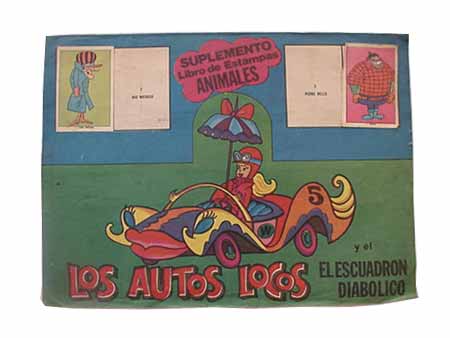 SUPLEMENTO
Libro de Estampas
ANIMALES
5
W
y el
LOS AUTOS LOCOS
EL ESCUADRON
DIABOLICO